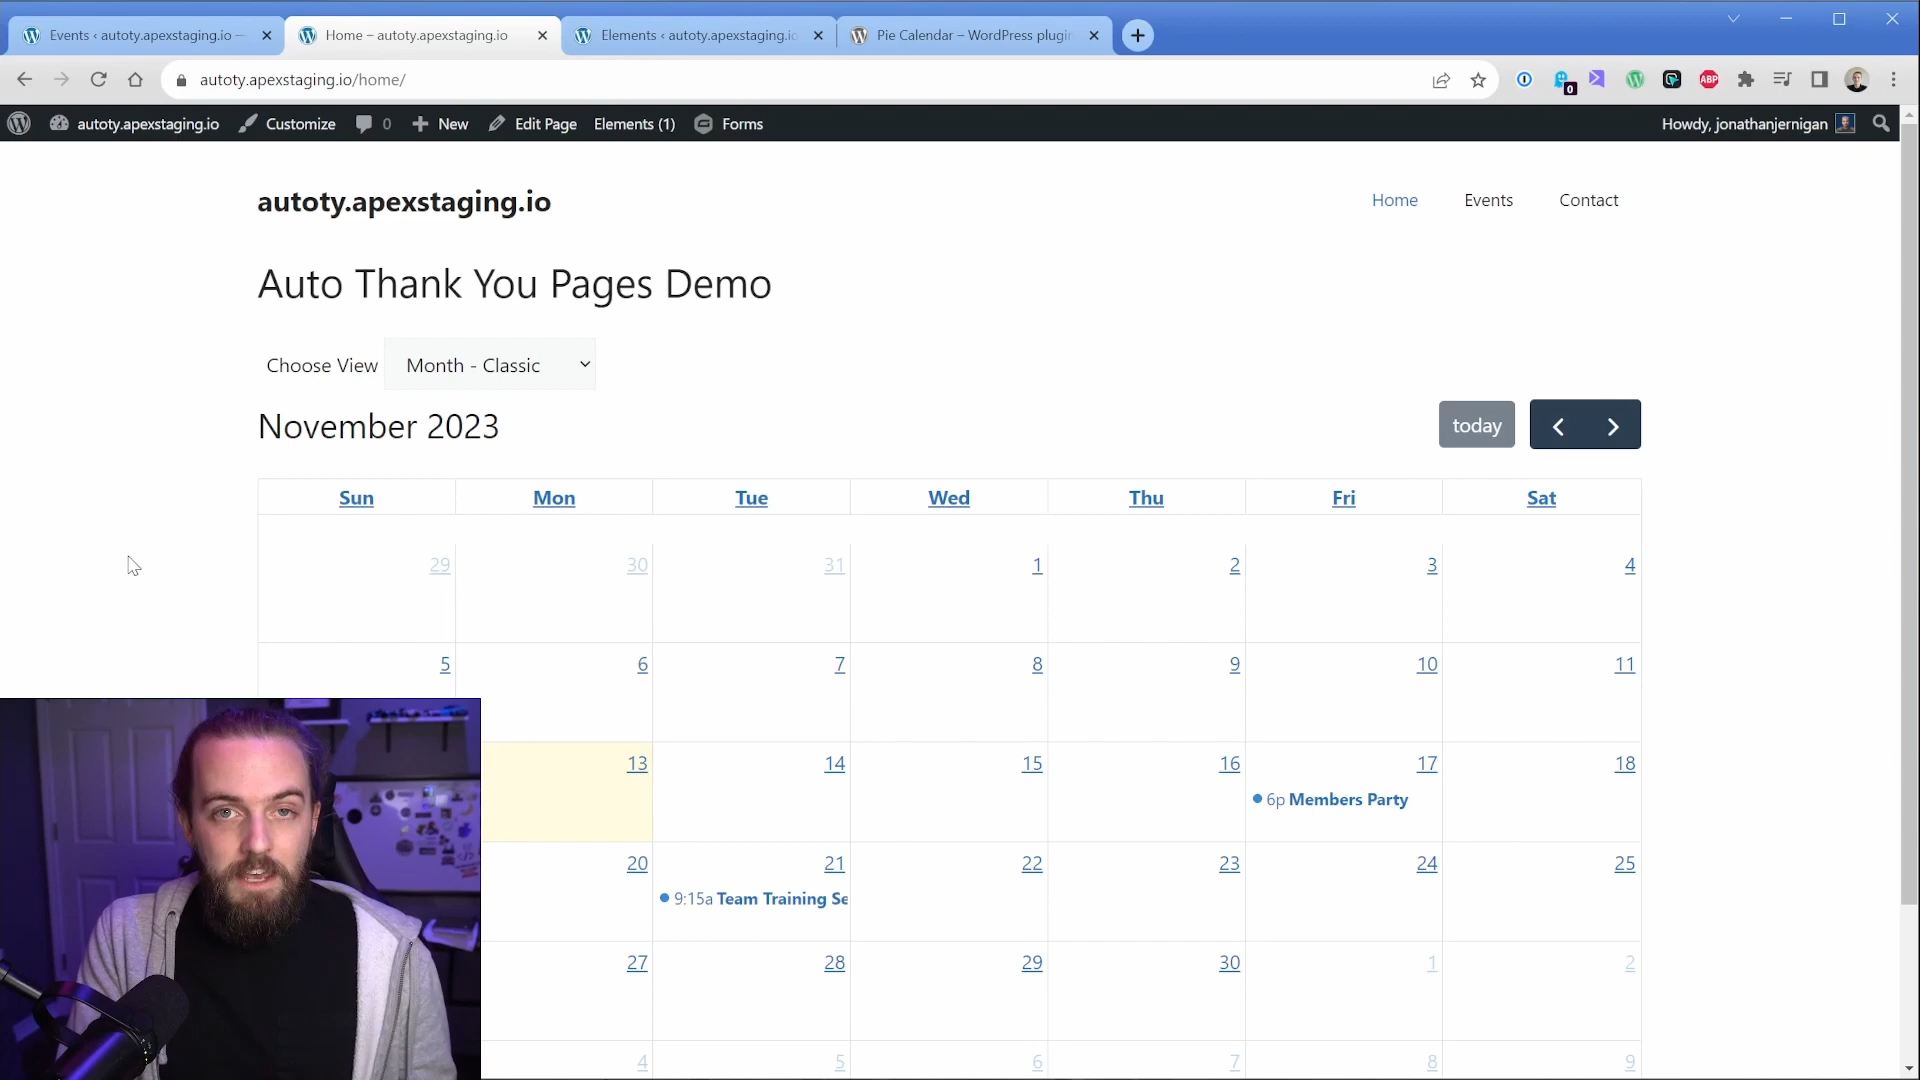 Events ‹ autoty.apexstaging.io —
Home – autoty.apexstaging.io
Elements ‹ autoty.apexstaging.io
Pie Calendar – WordPress plugin
autoty.apexstaging.io/home/
0
ABP
autoty.apexstaging.io
Customize
0
New
Edit Page
Elements (1)
Forms
Howdy, jonathanjernigan
autoty.apexstaging.io
Home
Events
Contact
Auto Thank You Pages Demo
Choose View
Month - Classic
November 2023
today
Sun Mon Tue Wed Thu Fri Sat
29 30 31 1 2 3 4
5 6 7 8 9 10 11
13 14 15 16 17 18
6p Members Party
20 21 22 23 24 25
9:15a Team Training Se
27 28 29 30 1 2
4 5 6 7 8 9